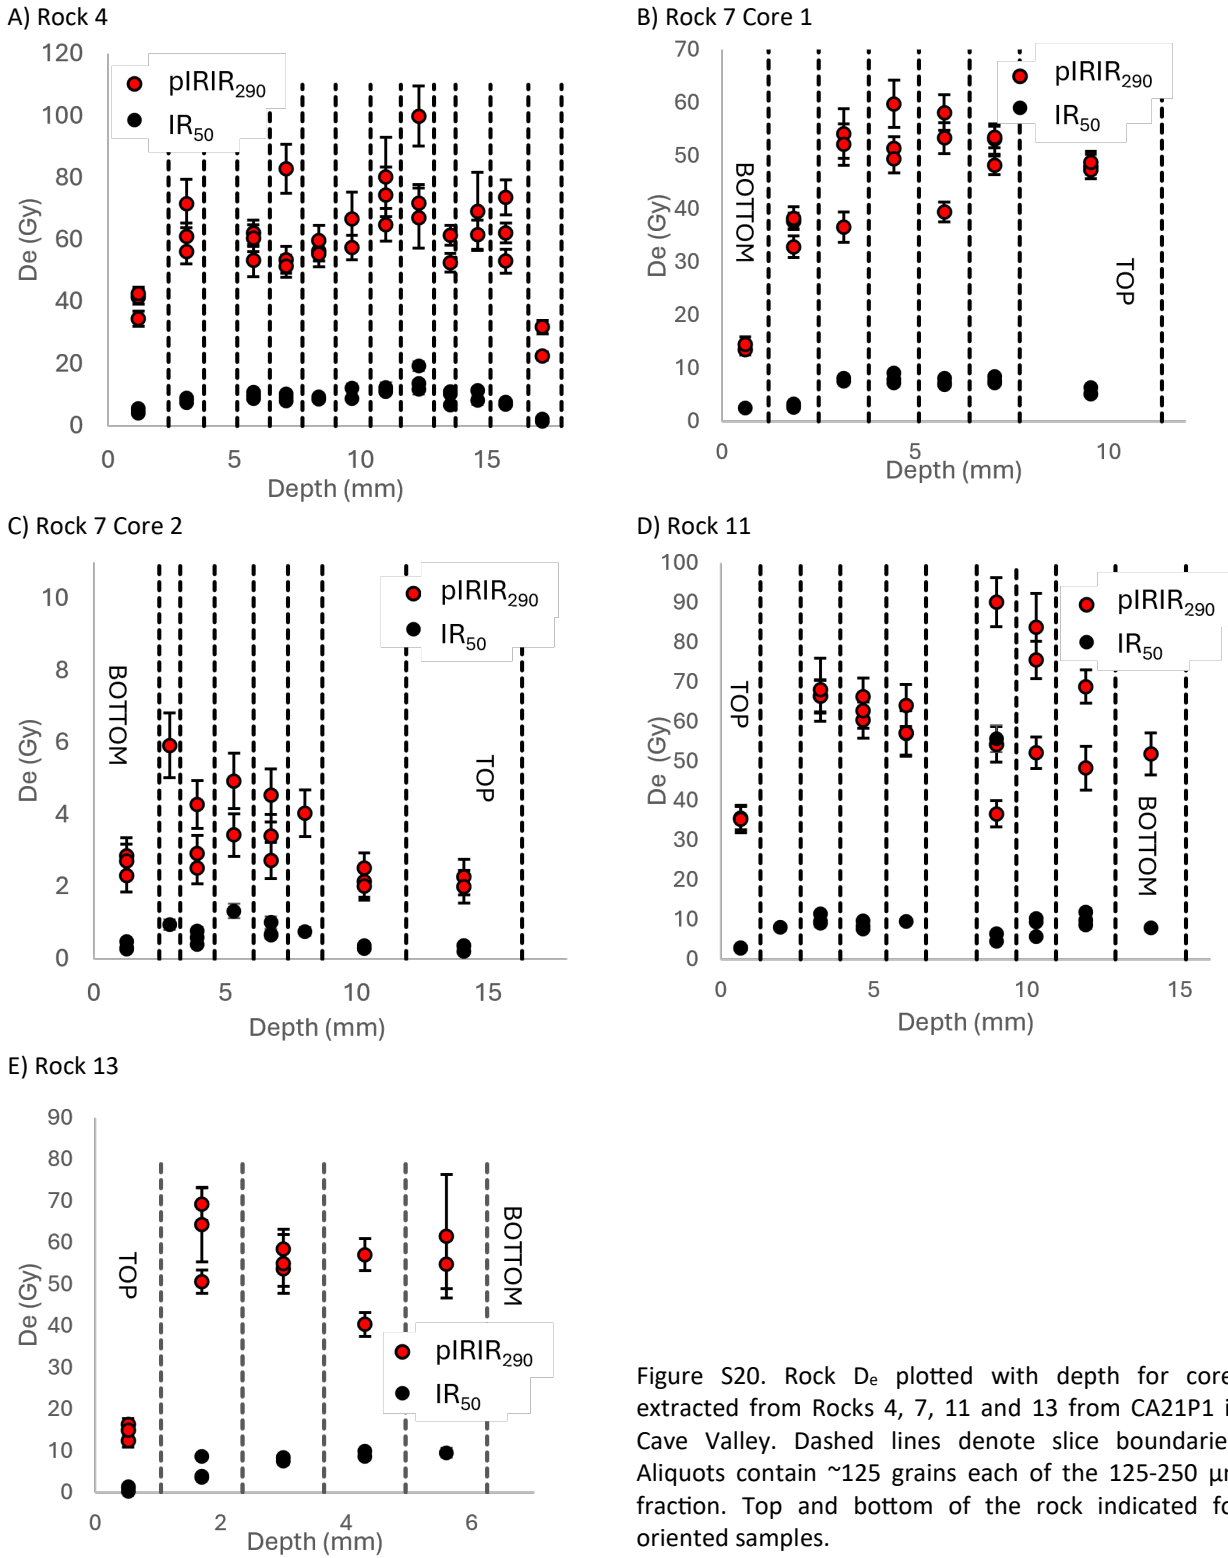 A) Rock 4
120
100
80
60
40
20
0
De (Gy)
pIRIR290
IR50
0 5 10 15
Depth (mm)
B) Rock 7 Core 1
70
60
50
40
30
20
10
0
De (Gy)
pIRIR290
IR50
BOTTOM
TOP
0 5 10
Depth (mm)
C) Rock 7 Core 2
10
8
6
4
2
0
De (Gy)
pIRIR290
IR50
BOTTOM
TOP
0 5 10 15
Depth (mm)
D) Rock 11
100
90
80
70
60
50
40
30
20
10
0
De (Gy)
pIRIR290
IR50
TOP
BOTTOM
0 5 10 15
Depth (mm)
E) Rock 13
90
80
70
60
50
40
30
20
10
0
De (Gy)
TOP
BOTTOM
pIRIR290
IR50
0 2 4 6
Depth (mm)
Figure S20. Rock De plotted with depth for core
extracted from Rocks 4, 7, 11 and 13 from CA21P1 i
Cave Valley. Dashed lines denote slice boundarie
Aliquots contain ~125 grains each of the 125-250 μ
fraction. Top and bottom of the rock indicated fo
oriented samples.